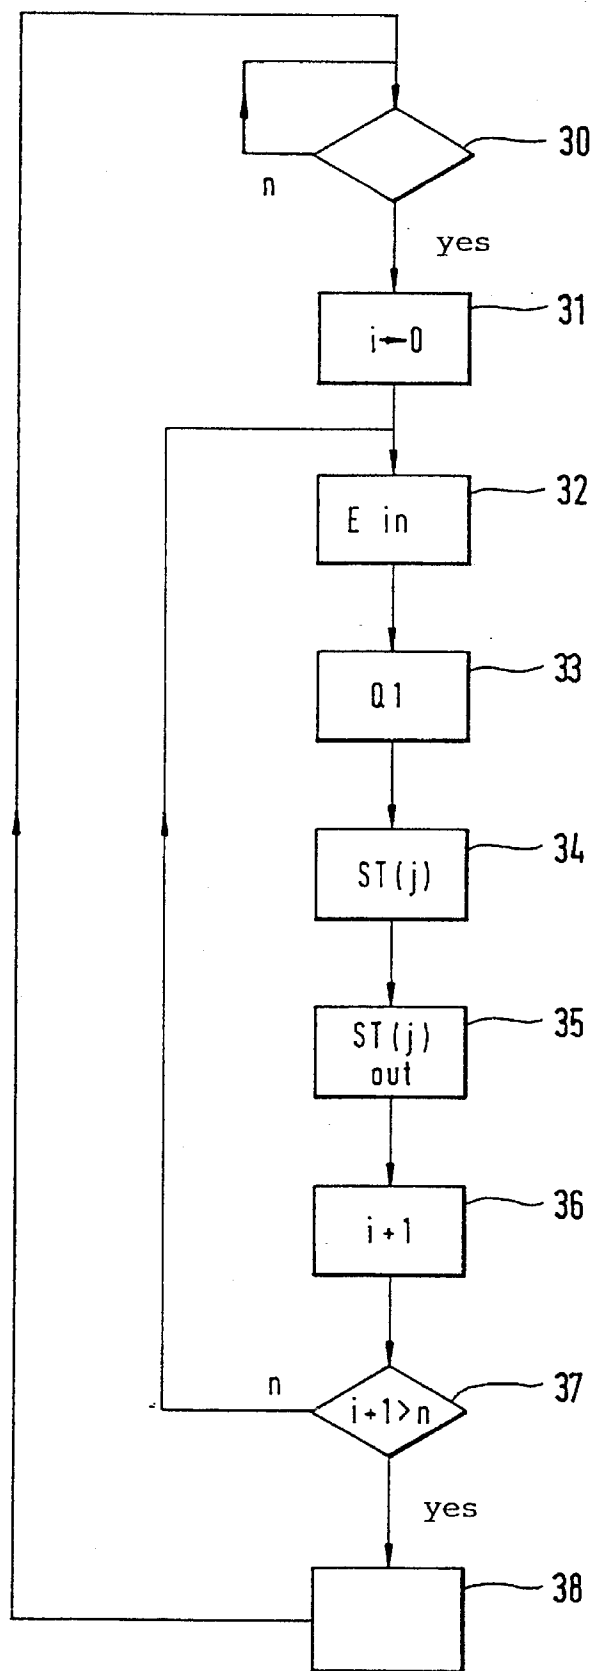 30
n
yes
31
i←0
32
E in
33
Q1
34
ST(j)
35
ST(j)
out
36
i+1
n
37
i+1>n
yes
38